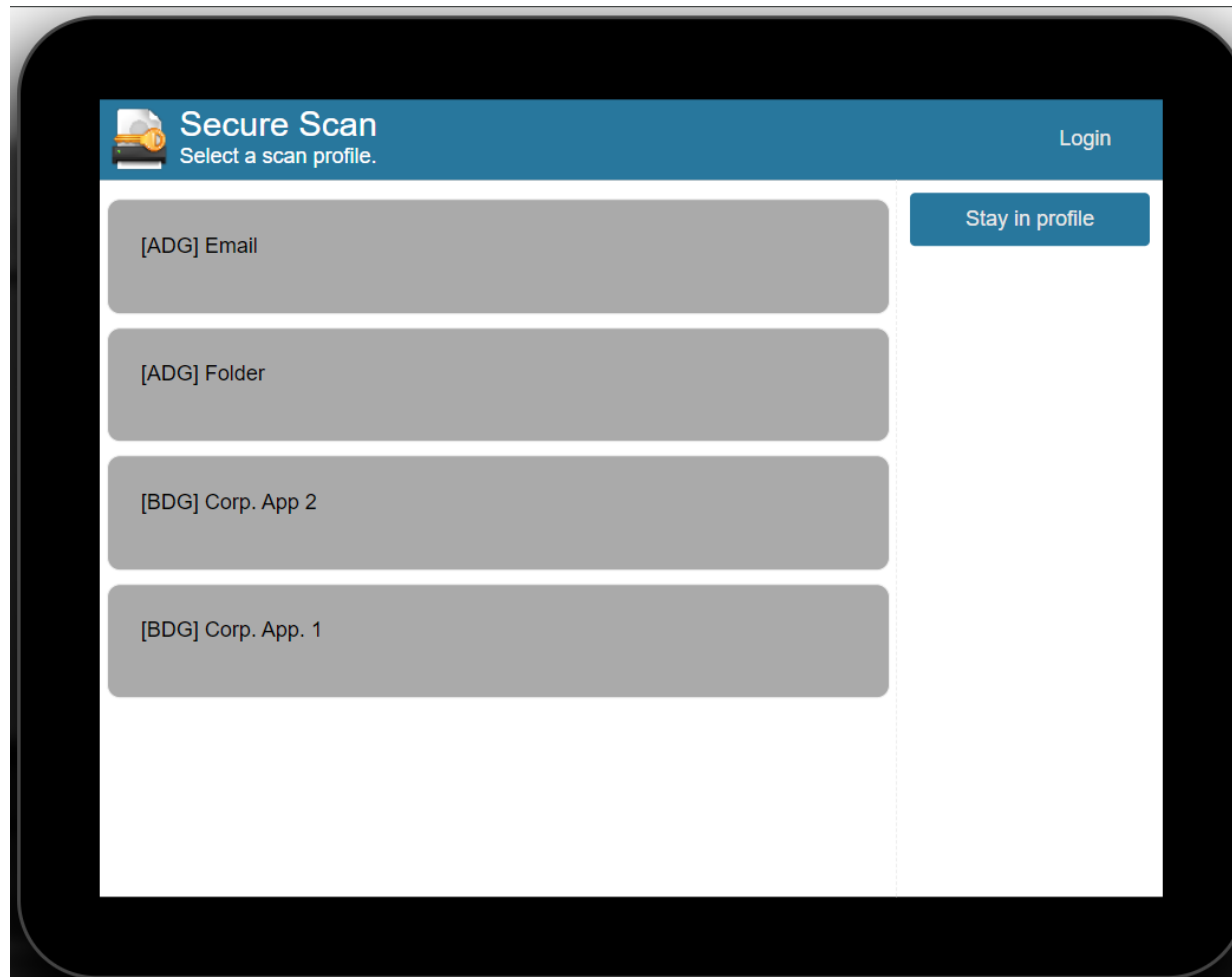 Secure Scan
Select a scan profile.
Login
Stay in profile
[ADG] Email
[ADG] Folder
[BDG] Corp. App 2
[BDG] Corp. App. 1